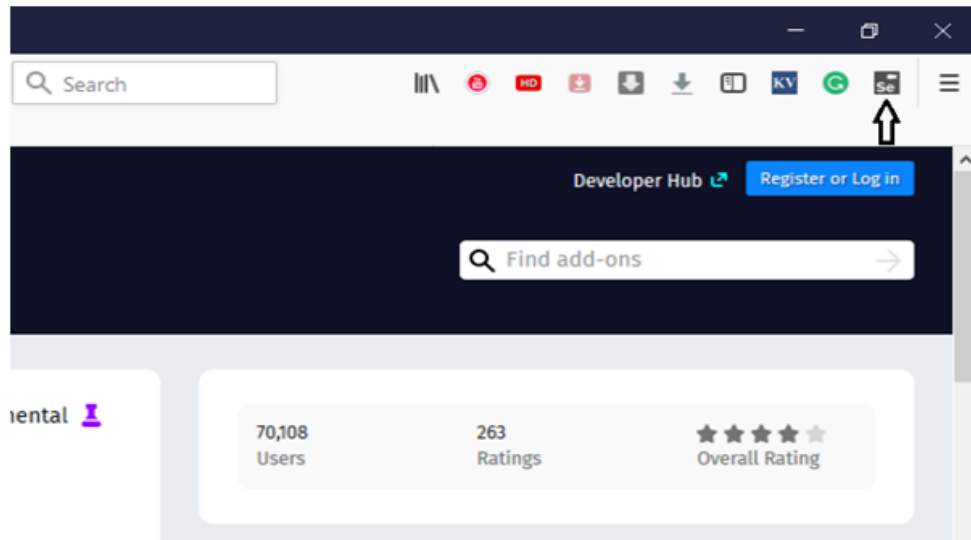 Search
HD
KV
Se
Developer Hub
Register or Log in
Find add-ons
mental
70,108
263
Users
Ratings
Overall Rating